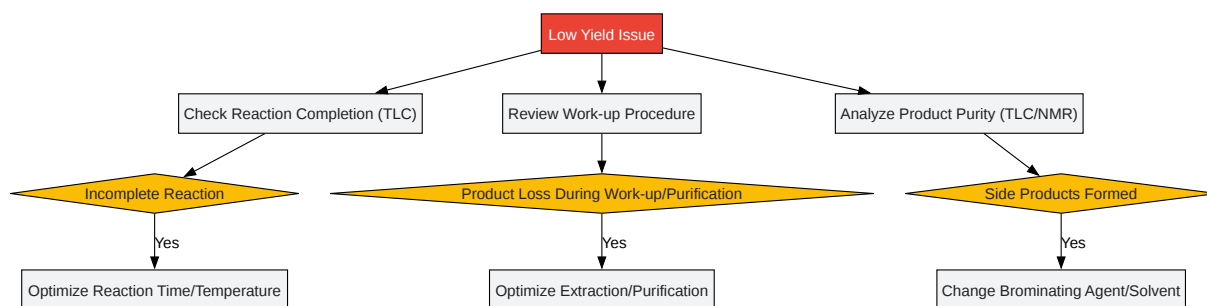 Low Yield Issue
Check Reaction Completion (TLC)
Review Work-up Procedure
Analyze Product Purity (TLC/NMR)
Incomplete Reaction
Product Loss During Work-up/Purification
Side Products Formed
Yes
Yes
Yes
Optimize Reaction Time/Temperature
Optimize Extraction/Purification
Change Brominating Agent/Solvent